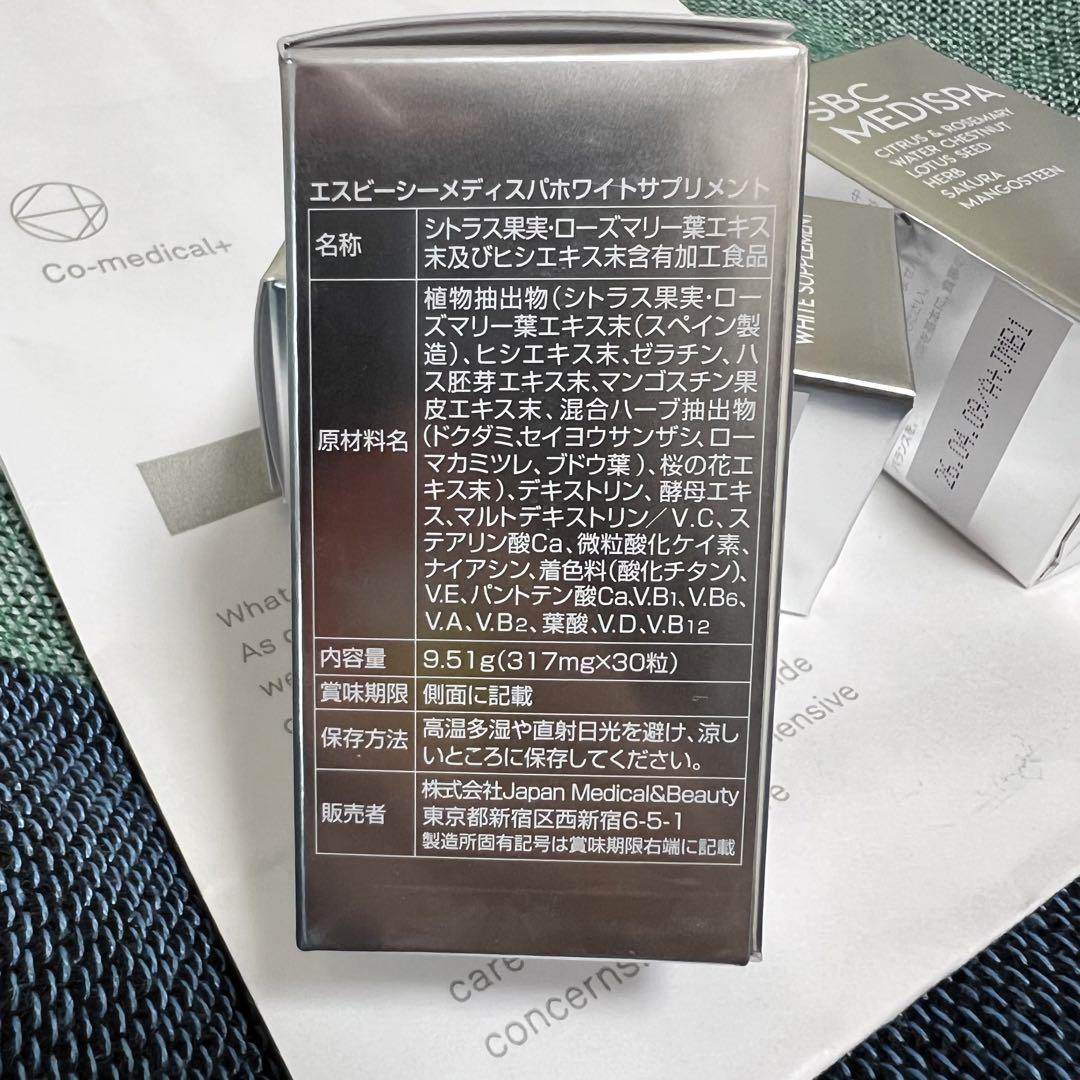 エスビーシーメディスパホワイトサプリメント
名称
シトラス果実・ローズマリー葉エキス
末及びヒシエキス末含有加工食品
原材料名
植物抽出物(シトラス果実・ロー
ズマリー葉エキス末(スペイン製
造)、ヒシエキス末、ゼラチン、ハ
ス胚芽エキス末、マンゴスチン果
皮エキス末、混合ハーブ抽出物
(ドクダミ、セイヨウサンザシ、ロー
マカミツレ、ブドウ葉)、桜の花エ
キス末)、デキストリン、酵母エキ
ス、マルトデキストリン/V.C、ス
テアリン酸Ca、微粒酸化ケイ素、
ナイアシン、着色料(酸化チタン)、
V.E、パントテン酸Ca、V.B1、V.B6、
V.A、V.B2、葉酸、V.D、V.B12
内容量
9.51g(317mg×30粒)
賞味期限
側面に記載
保存方法
高温多湿や直射日光を避け、涼し
いところに保存してください。
販売者
株式会社Japan Medical&Beauty
東京都新宿区西新宿6-5-1
製造所固有記号は賞味期限右端に記載
SBC
MEDISPA
CITRUS & ROSEMARY
WATER CHESTNUT
LOTUS SEED
HERB
SAKURA
MANGOSTEEN
WHITE SUPPLEMENT
Co-medical+
What
As
we
care
concerns.